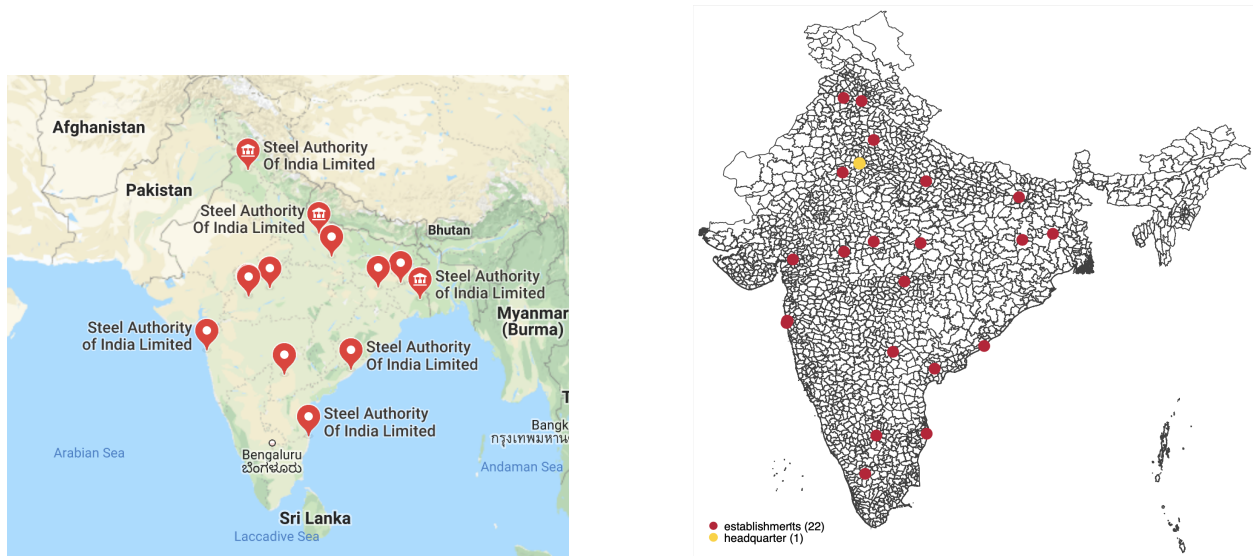 Afghanistan
Steel Authority
Of India Limited
Pakistan
Steel Authority
Of India Limited
Bhutan
Steel Authority
of India Limited
Myanmar
(Burma)
Steel Authority
of India Limited
Steel Authority
Of India Limited
Steel Authority
Of India Limited
T
Bangk
กรุงเทพมหาน
Bengaluru
ಬೆಂಗಳೂರು
Arabian Sea
Andaman Sea
Sri Lanka
Laccadive Sea
establishments (22)
headquarter (1)